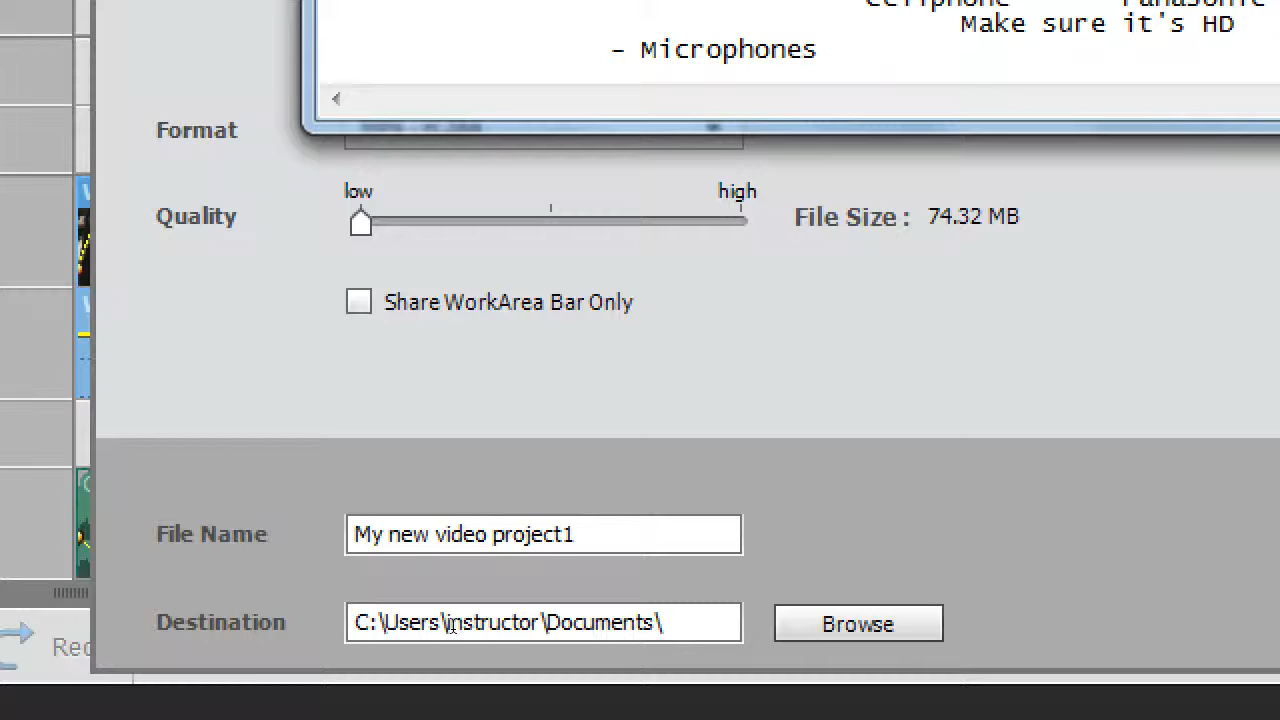 Make sure it's HD
- Microphones
Format
low high
Quality File Size : 74.32 MB
Share WorkArea Bar Only
File Name My new video project1
Destination C:\Users\instructor\Documents\ Browse